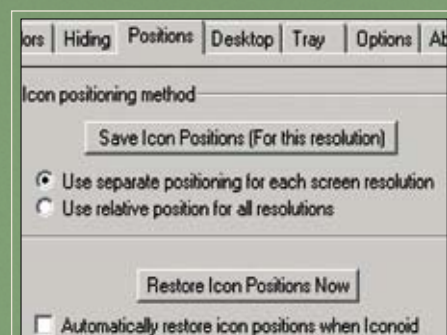 ors Hiding Positions Desktop Tray Options Ab
Icon positioning method
Save Icon Positions (For this resolution)
Use separate positioning for each screen resolution
Use relative position for all resolutions
Restore Icon Positions Now
Automatically restore icon positions when Iconoid